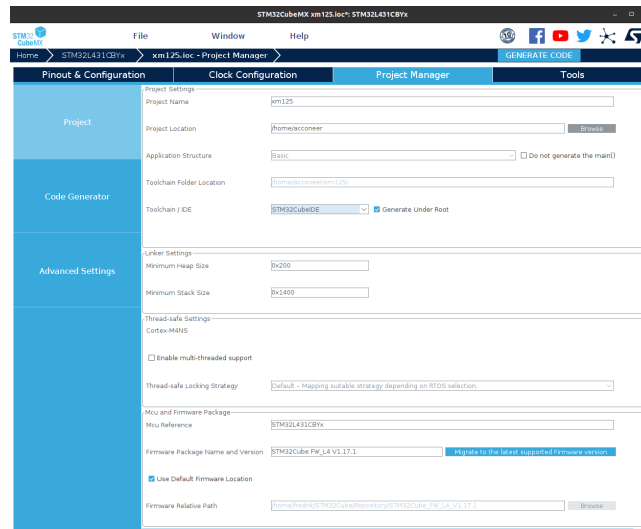 STM32CubeMX xm125.ioc*: STM32L431CBYx
STM32
CubeMX
File
Window
Help
Home
STM32L431CBYx
xm125.ioc - Project Manager
GENERATE CODE
Pinout & Configuration
Clock Configuration
Project Manager
Tools
Project
Code Generator
Advanced Settings
Project Settings
Project Name
xm125
Project Location
/home/acconeer
Browse
Application Structure
Basic
Do not generate the main()
Toolchain Folder Location
/home/acconeer/xm125/
Toolchain / IDE
STM32CubeIDE
Generate Under Root
Linker Settings
Minimum Heap Size
0x200
Minimum Stack Size
0x1400
Thread-safe Settings
Cortex-M4NS
Enable multi-threaded support
Thread-safe Locking Strategy
Default - Mapping suitable strategy depending on RTOS selection.
Mcu and Firmware Package
Mcu Reference
STM32L431CBYx
Firmware Package Name and Version
STM32Cube FW_L4 V1.17.1
Migrate to the latest supported Firmware version
Use Default Firmware Location
Firmware Relative Path
/home/fredrik/STM32Cube/Repository/STM32Cube_FW_L4_V1.17.1
Browse